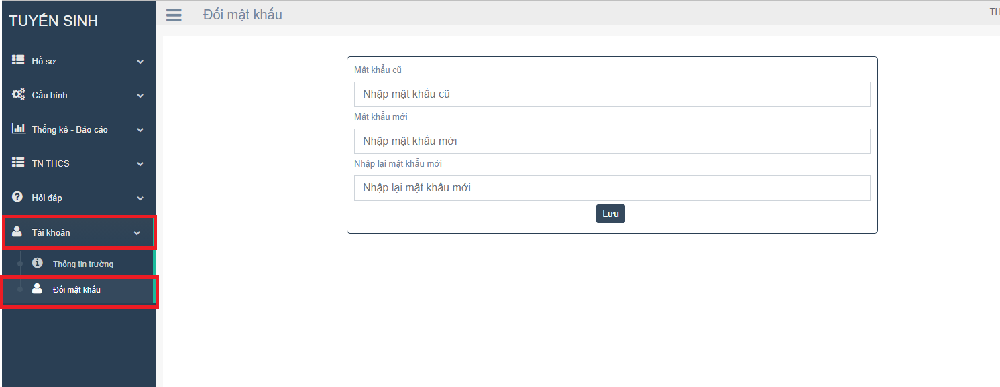 TUYỂN SINH
Đổi mật khẩu
TH
Hồ sơ
Cấu hình
Thống kê - Báo cáo
TN THCS
Hỏi đáp
Tài khoản
Thông tin trường
Đổi mật khẩu
Mật khẩu cũ
Nhập mật khẩu cũ
Mật khẩu mới
Nhập mật khẩu mới
Nhập lại mật khẩu mới
Nhập lại mật khẩu mới
Lưu